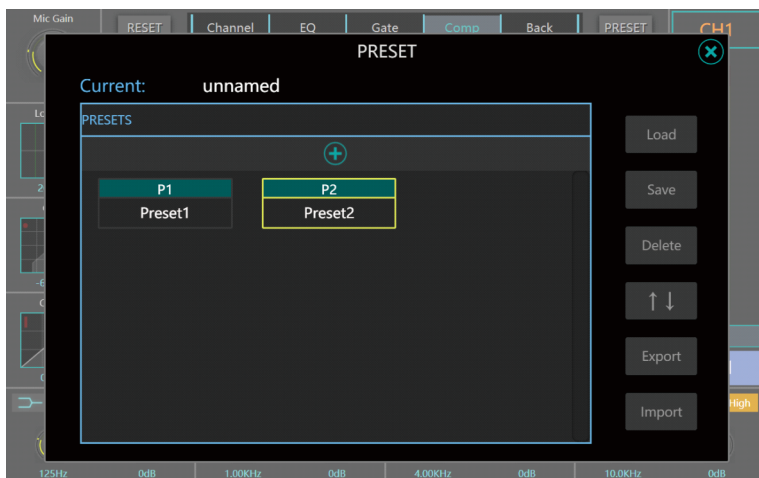 Mic Gain
RESET
Channel
EQ
Gate
Comp
Back
PRESET
CH1
PRESET
Current: unnamed
PRESETS
Load
P1
P2
Save
Preset1
Preset2
Delete
↑↓
Export
Import
High
125Hz
0dB
1.00KHz
0dB
4.00KHz
0dB
10.0KHz
0dB